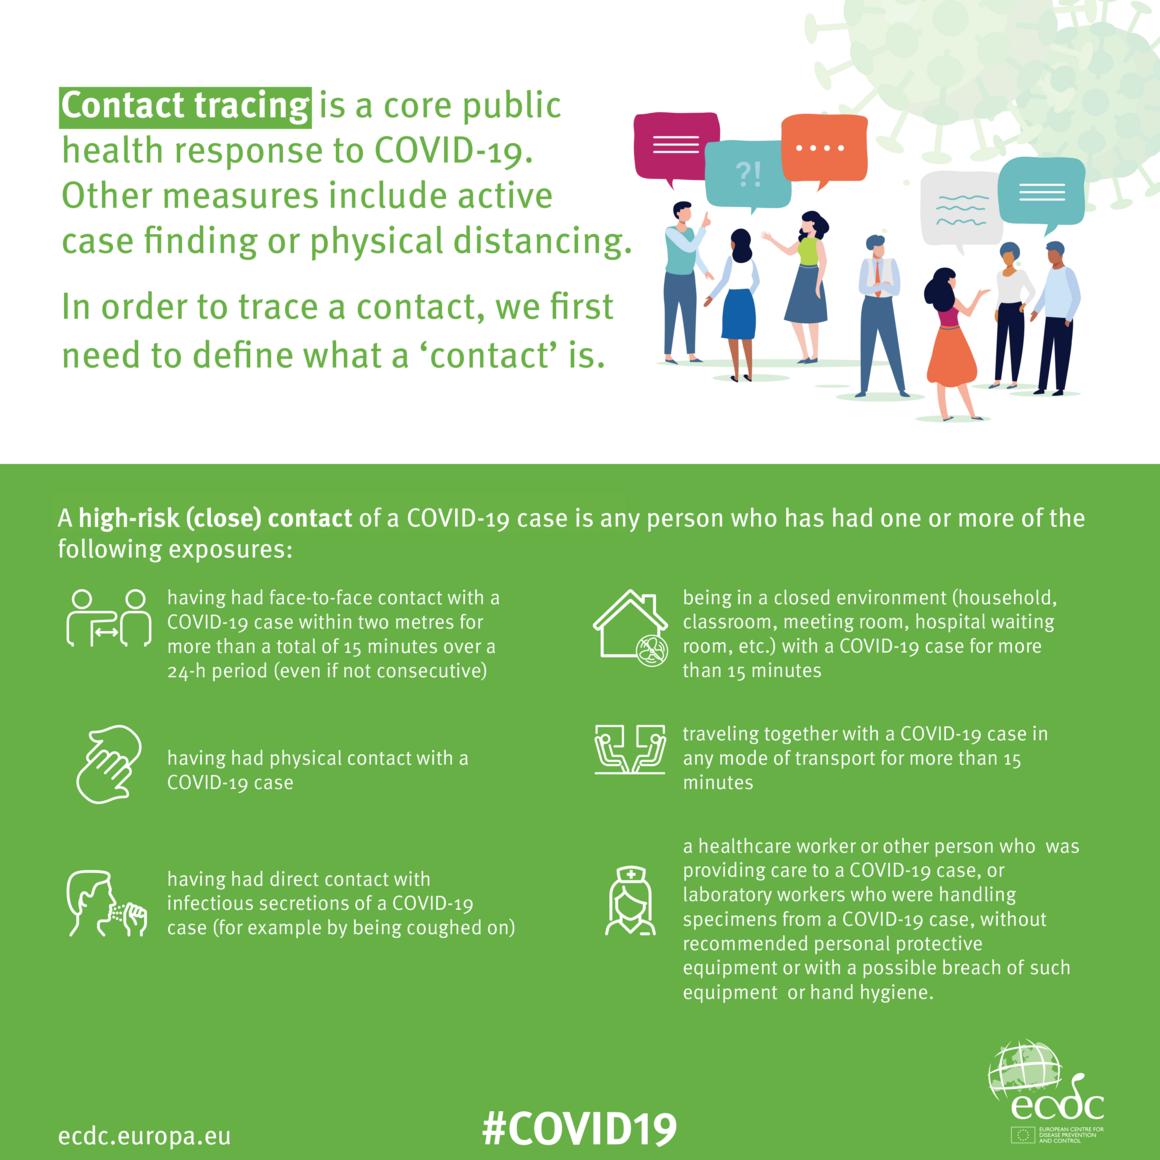 Contact tracing is a core public
health response to COVID-19.
Other measures include active
case finding or physical distancing.
In order to trace a contact, we first
need to define what a ‘contact’ is.
?!
A high-risk (close) contact of a COVID-19 case is any person who has had one or more of the
following exposures:
having had face-to-face contact with a
COVID-19 case within two metres for
more than a total of 15 minutes over a
24-h period (even if not consecutive)
having had physical contact with a
COVID-19 case
having had direct contact with
infectious secretions of a COVID-19
case (for example by being coughed on)
being in a closed environment (household,
classroom, meeting room, hospital waiting
room, etc.) with a COVID-19 case for more
than 15 minutes
traveling together with a COVID-19 case in
any mode of transport for more than 15
minutes
a healthcare worker or other person who was
providing care to a COVID-19 case, or
laboratory workers who were handling
specimens from a COVID-19 case, without
recommended personal protective
equipment or with a possible breach of such
equipment or hand hygiene.
ecdc.europa.eu
#COVID19
ecdc
EUROPEAN CENTRE FOR
DISEASE PREVENTION
AND CONTROL